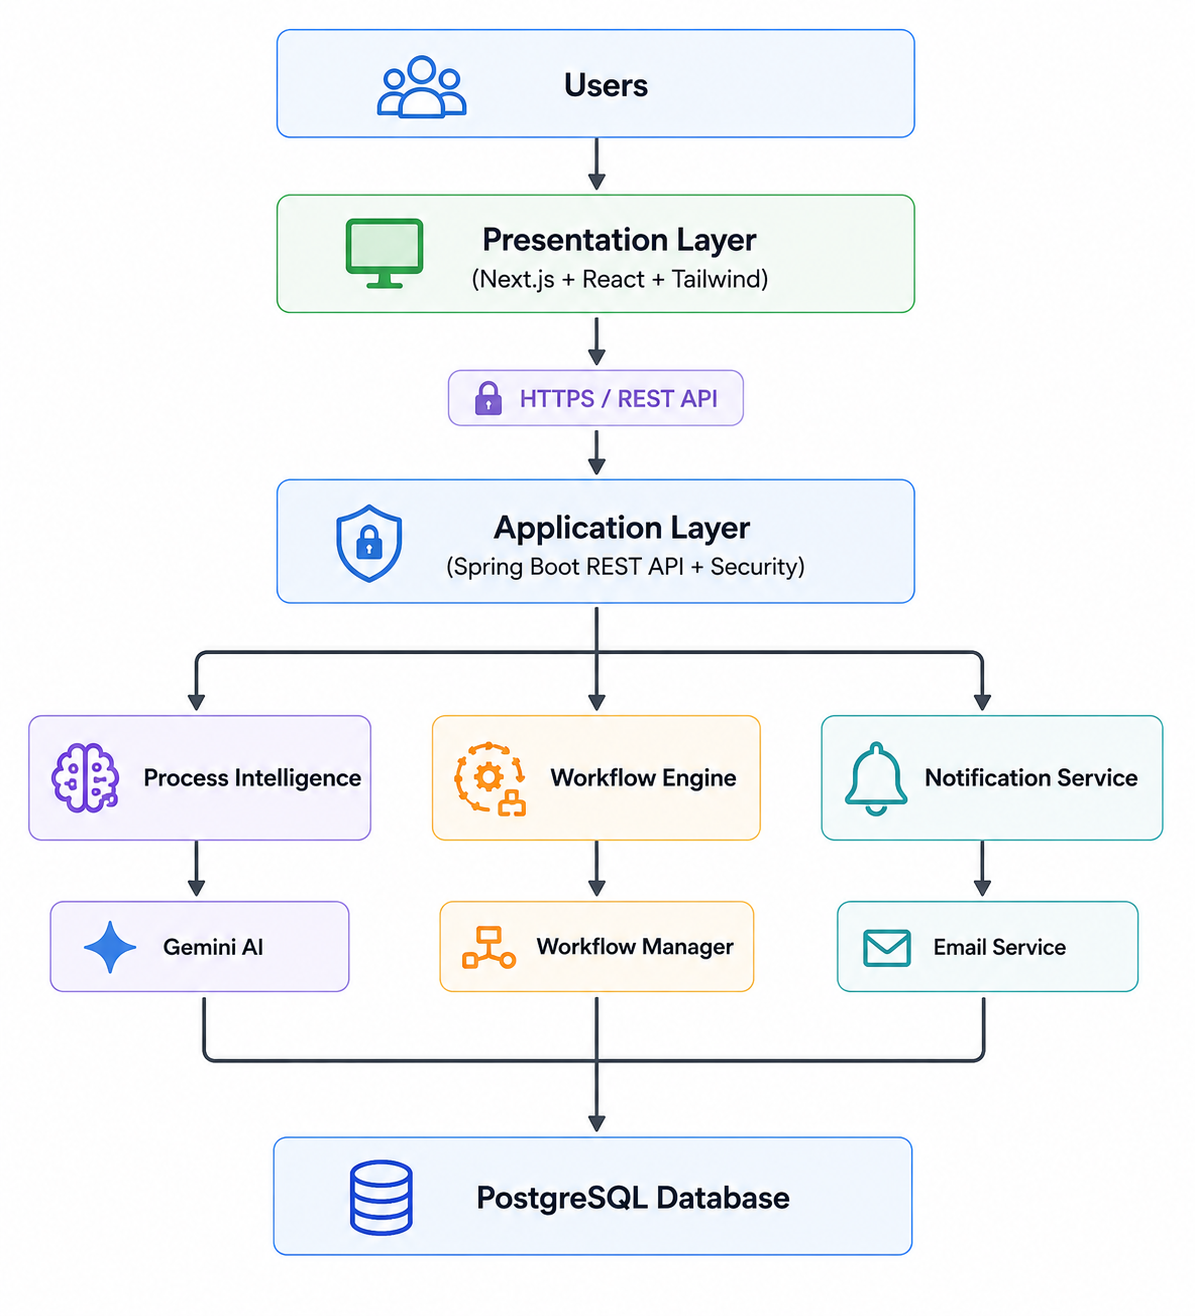 Users
Presentation Layer
(Next.js + React + Tailwind)
HTTPS / REST API
Application Layer
(Spring Boot REST API + Security)
Process Intelligence
Workflow Engine
Notification Service
Gemini AI
Workflow Manager
Email Service
PostgreSQL Database